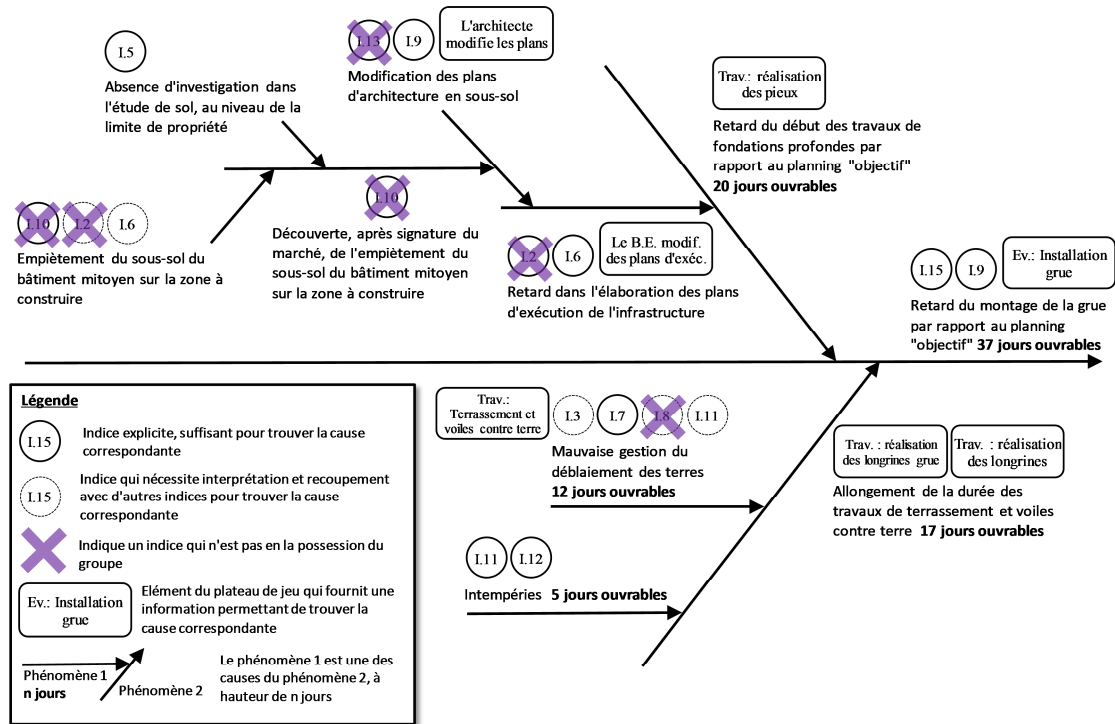 I.5
Absence d'investigation dans
l'étude de sol, au niveau de la
limite de propriété
I.13 I.9
L'architecte
modifie les plans
Modification des plans
d'architecture en sous-sol
Trav.: réalisation
des pieux
Retard du début des travaux de
fondations profondes par
rapport au planning "objectif"
20 jours ouvrables
I.10 I.2 I.6
Empiètement du sous-sol du
bâtiment mitoyen sur la zone à
construire
I.10
Découverte, après signature du
marché, de l'empiètement du
sous-sol du bâtiment mitoyen
sur la zone à construire
I.2 I.6
Le B.E. modif.
des plans d'exéc.
Retard dans l'élaboration des plans
d'exécution de l'infrastructure
I.15 I.9
Ev.: Installation
grue
Retard du montage de la grue
par rapport au planning
"objectif" 37 jours ouvrables
Légende
I.15
Indice explicite, suffisant pour trouver la cause
correspondante
I.15
Indice qui nécessite interprétation et recoupement
avec d'autres indices pour trouver la cause
correspondante
Indique un indice qui n'est pas en la possession du
groupe
Ev.: Installation
grue
Elément du plateau de jeu qui fournit une
information permettant de trouver la
cause correspondante
Phénomène 1
n jours
Phénomène 2
Le phénomène 1 est une des
causes du phénomène 2, à
hauteur de n jours
Trav.:
Terrassement et
voiles contre terre
I.3 I.7 I.8 I.11
Mauvaise gestion du
déblaiement des terres
12 jours ouvrables
I.11 I.12
Intempéries 5 jours ouvrables
Trav. : réalisation
des longrines grue
Trav. : réalisation
des longrines
Allongement de la durée des
travaux de terrassement et voiles
contre terre 17 jours ouvrables